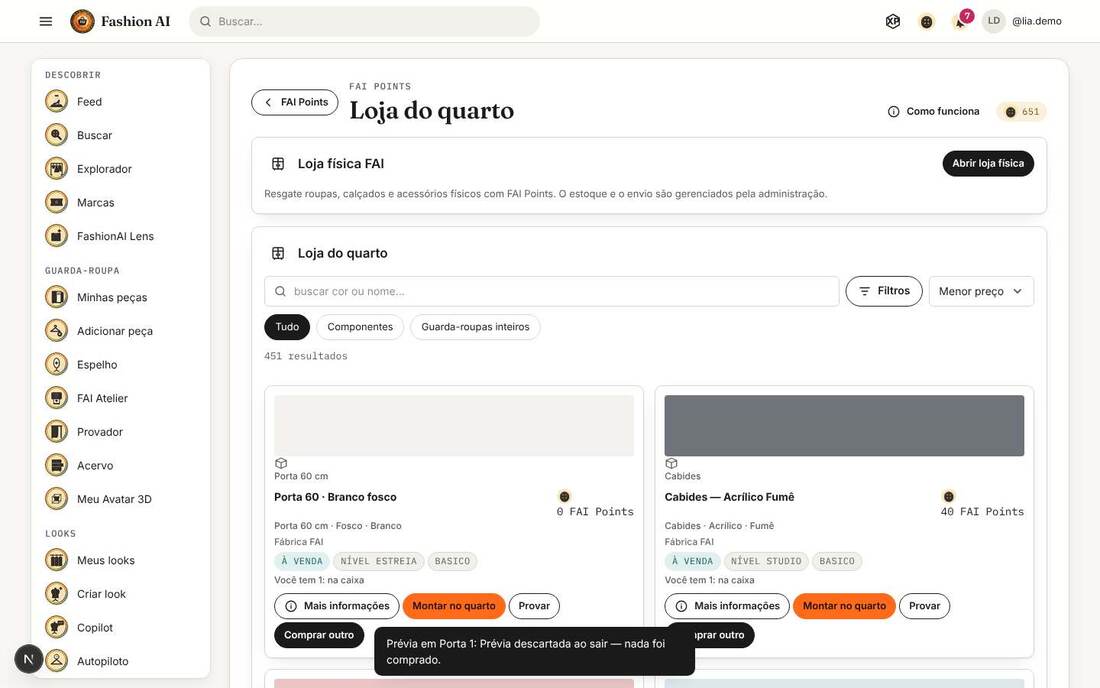 Fashion AI
Buscar...
XP
7
LD
@lia.demo
DESCOBRIR
Feed
Buscar
Explorador
Marcas
FashionAI Lens
GUARDA-ROUPA
Minhas peças
Adicionar peça
Espelho
FAI Atelier
Provador
Acervo
Meu Avatar 3D
LOOKS
Meus looks
Criar look
Copilot
Autopiloto
N
FAI Points
FAI POINTS
Loja do quarto
Como funciona
651
Loja física FAI
Abrir loja física
Resgate roupas, calçados e acessórios físicos com FAI Points. O estoque e o envio são gerenciados pela administração.
Loja do quarto
buscar cor ou nome...
Filtros
Menor preço
Tudo
Componentes
Guarda-roupas inteiros
451 resultados
Porta 60 cm
Porta 60 · Branco fosco
0 FAI Points
Porta 60 cm · Fosco · Branco
Fábrica FAI
À VENDA
NÍVEL ESTREIA
BASICO
Você tem 1: na caixa
Mais informações
Montar no quarto
Provar
Comprar outro
Cabides
Cabides — Acrílico Fumê
40 FAI Points
Cabides · Acrílico · Fumê
Fábrica FAI
À VENDA
NÍVEL STUDIO
BASICO
Você tem 1: na caixa
Mais informações
Montar no quarto
Provar
prar outro
Prévia em Porta 1: Prévia descartada ao sair — nada foi
comprado.